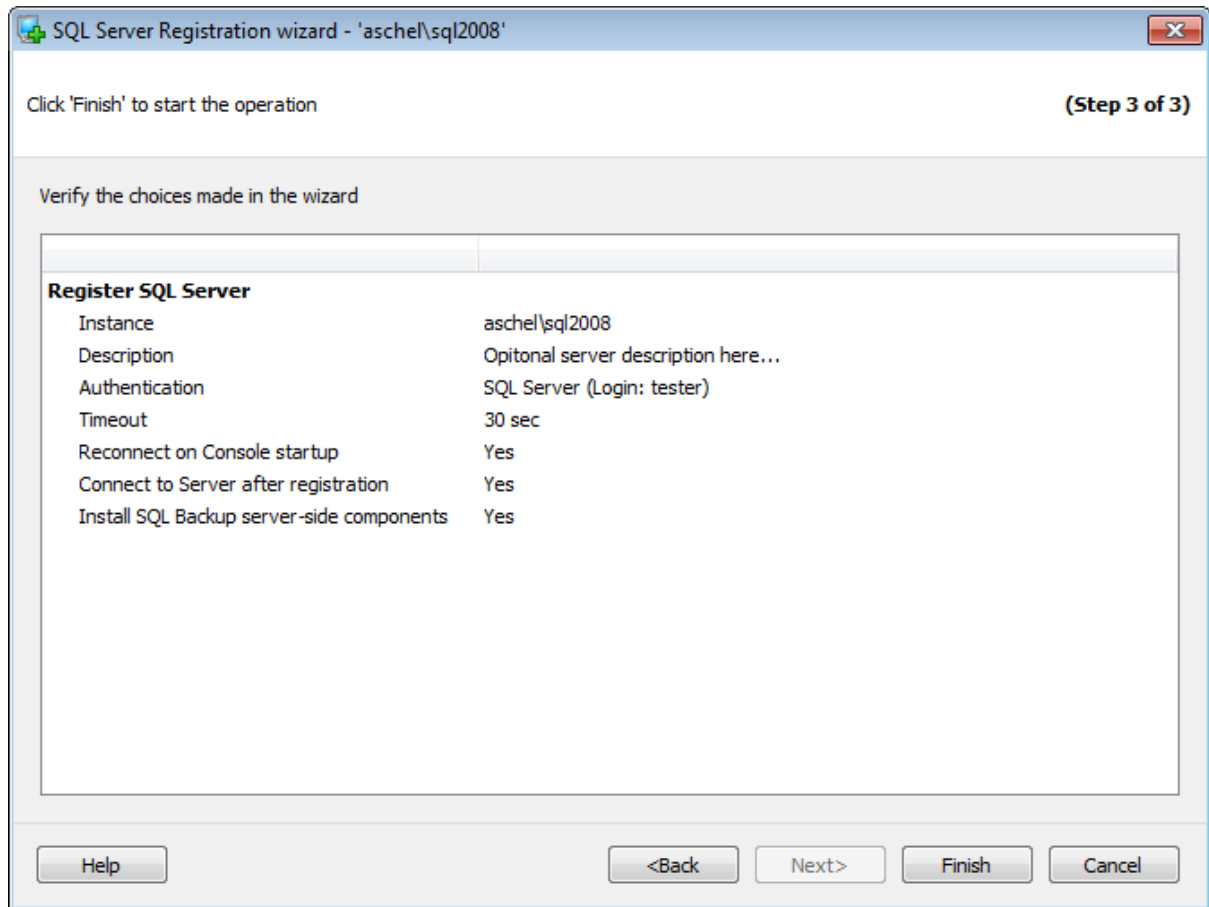 SQL Server Registration wizard - 'aschel\sql2008'
Click 'Finish' to start the operation (Step 3 of 3)
Verify the choices made in the wizard
Register SQL Server
Instance aschel\sql2008
Description Opitonal server description here...
Authentication SQL Server (Login: tester)
Timeout 30 sec
Reconnect on Console startup Yes
Connect to Server after registration Yes
Install SQL Backup server-side components Yes
Help <Back Next> Finish Cancel